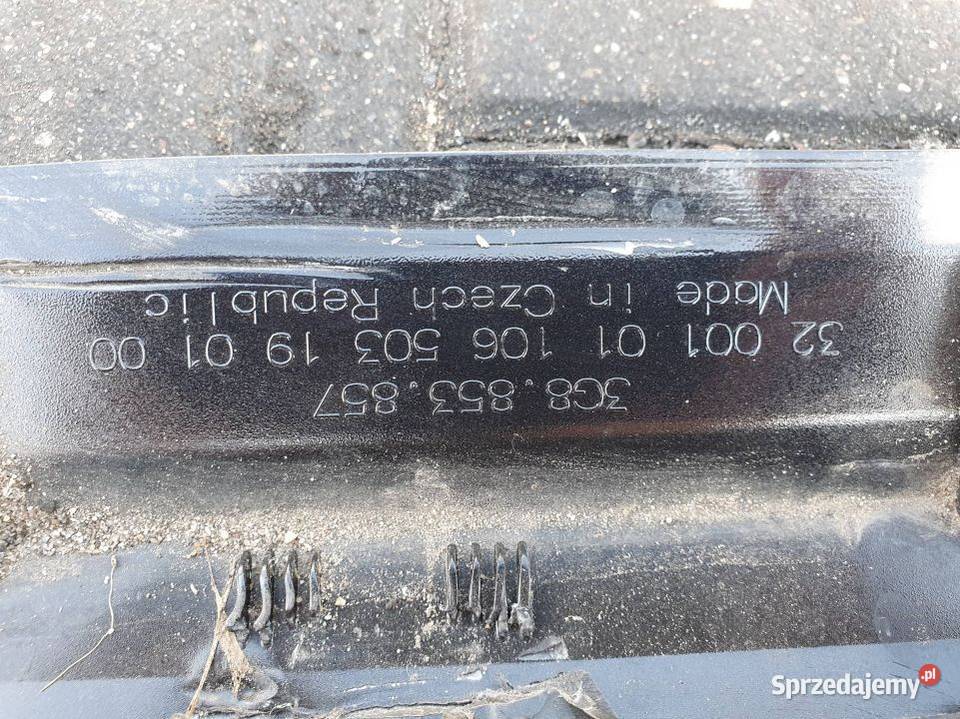 3G8.853.857
32 001 01 106 503 19 01 00
Made in Czech Republic
Sprzedajemy.pl